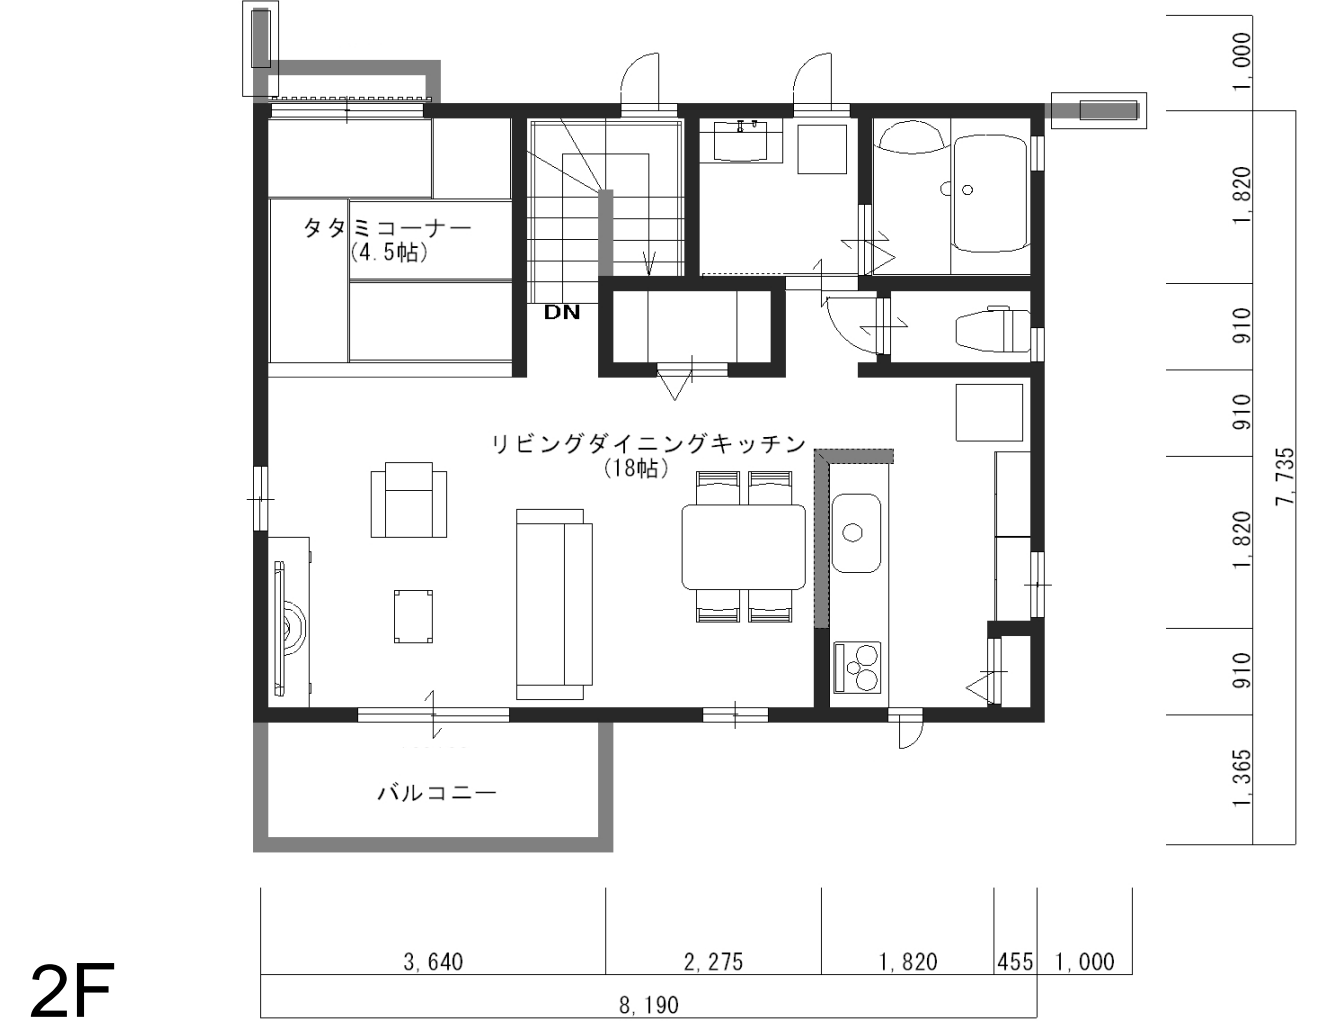 1,000
1,820
タタミコーナー
(4.5帖)
DN
910
910
リビングダイニングキッチン
(18帖)
7,735
1,820
910
バルコニー
1,365
3,640
2,275
1,820
455
1,000
8,190
2F